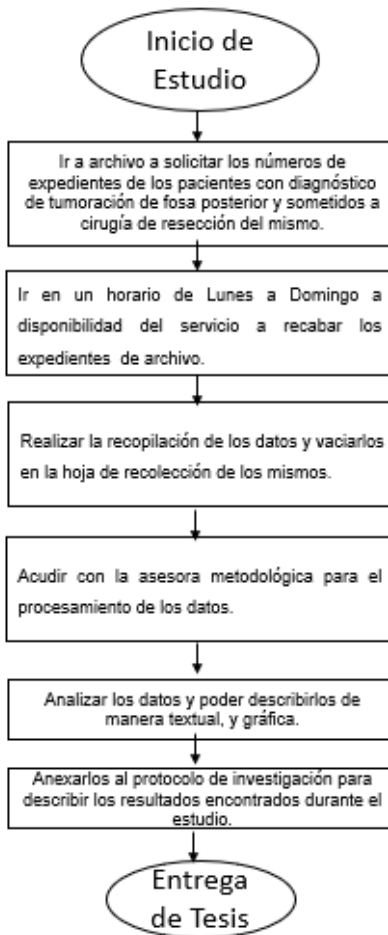 Inicio de
Estudio
Ir a archivo a solicitar los números de
expedientes de los pacientes con diagnóstico
de tumoración de fosa posterior y sometidos a
cirugía de resección del mismo.
Ir en un horario de Lunes a Domingo a
disponibilidad del servicio a recabar los
expedientes de archivo.
Realizar la recopilación de los datos y vaciarlos
en la hoja de recolección de los mismos.
Acudir con la asesora metodológica para el
procesamiento de los datos.
Analizar los datos y poder describirlos de
manera textual, y gráfica.
Anexarlos al protocolo de investigación para
describir los resultados encontrados durante el
estudio.
Entrega
de Tesis